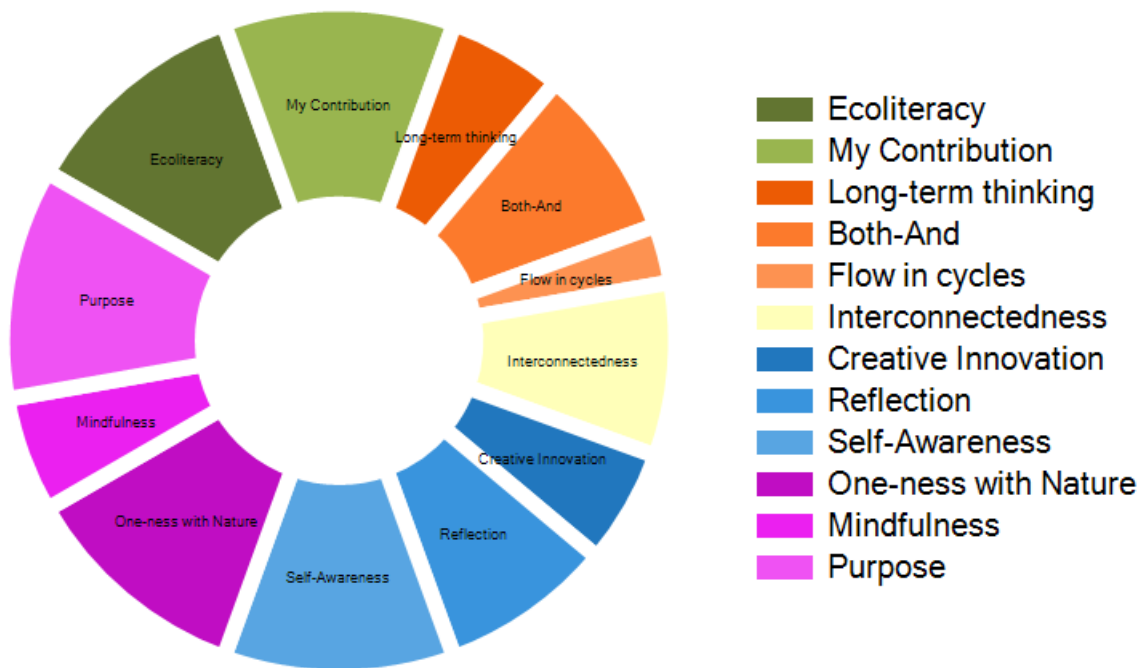 My Contribution
Long-term thinking
Ecoliteracy
Both-And
Flow in cycles
Purpose
Interconnectedness
Mindfulness
Creative Innovation
One-ness with Nature
Reflection
Self-Awareness
Ecoliteracy
My Contribution
Long-term thinking
Both-And
Flow in cycles
Interconnectedness
Creative Innovation
Reflection
Self-Awareness
One-ness with Nature
Mindfulness
Purpose